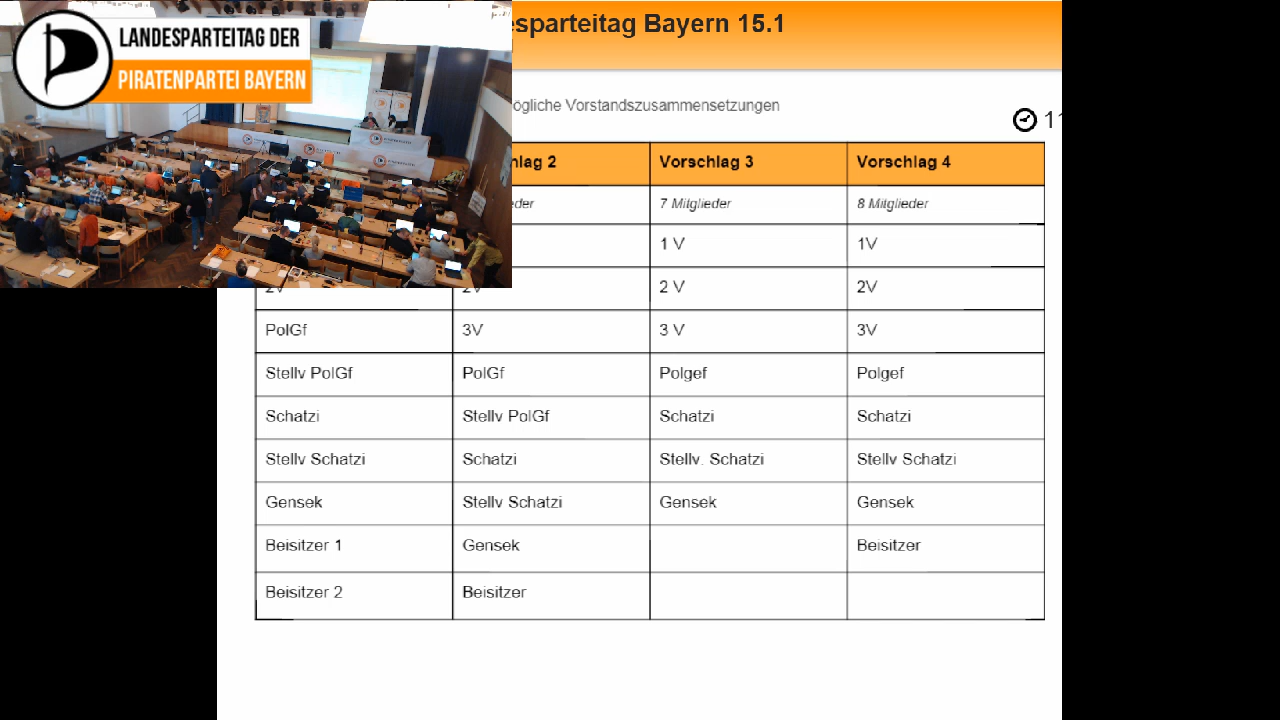 LANDESPARTEITAG DER
PIRATENPARTEI BAYERN
esparteitag Bayern 15.1
ögliche Vorstandszusammensetzungen
11
hlag 2 Vorschlag 3 Vorschlag 4
eder 7 Mitglieder 8 Mitglieder
1 V 1V
2V 2V 2 V 2V
PolGf 3V 3 V 3V
Stellv PolGf PolGf Polgef Polgef
Schatzi Stellv PolGf Schatzi Schatzi
Stellv Schatzi Schatzi Stellv. Schatzi Stellv Schatzi
Gensek Stellv Schatzi Gensek Gensek
Beisitzer 1 Gensek Beisitzer
Beisitzer 2 Beisitzer